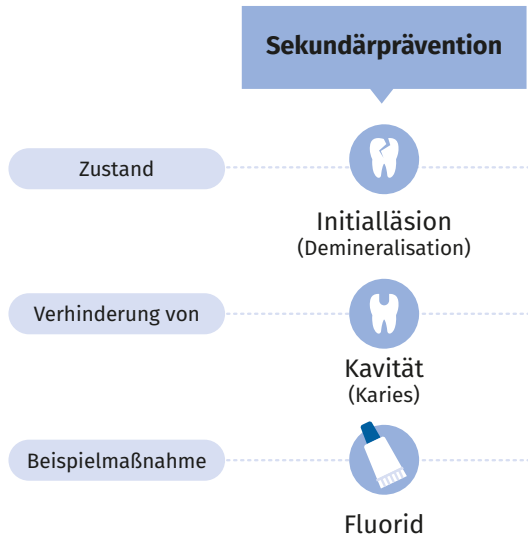 Sekundärprävention
Zustand
Initialläsion
(Demineralisation)
Verhinderung von
Kavität
(Karies)
Beispielmaßnahme
Fluorid